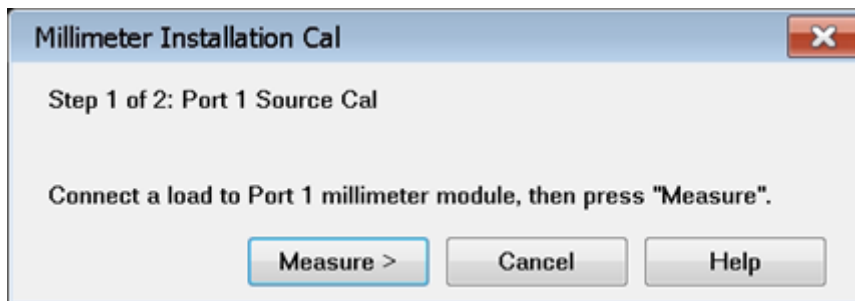 Millimeter Installation Cal
Step 1 of 2: Port 1 Source Cal
Connect a load to Port 1 millimeter module, then press "Measure".
Measure > Cancel Help